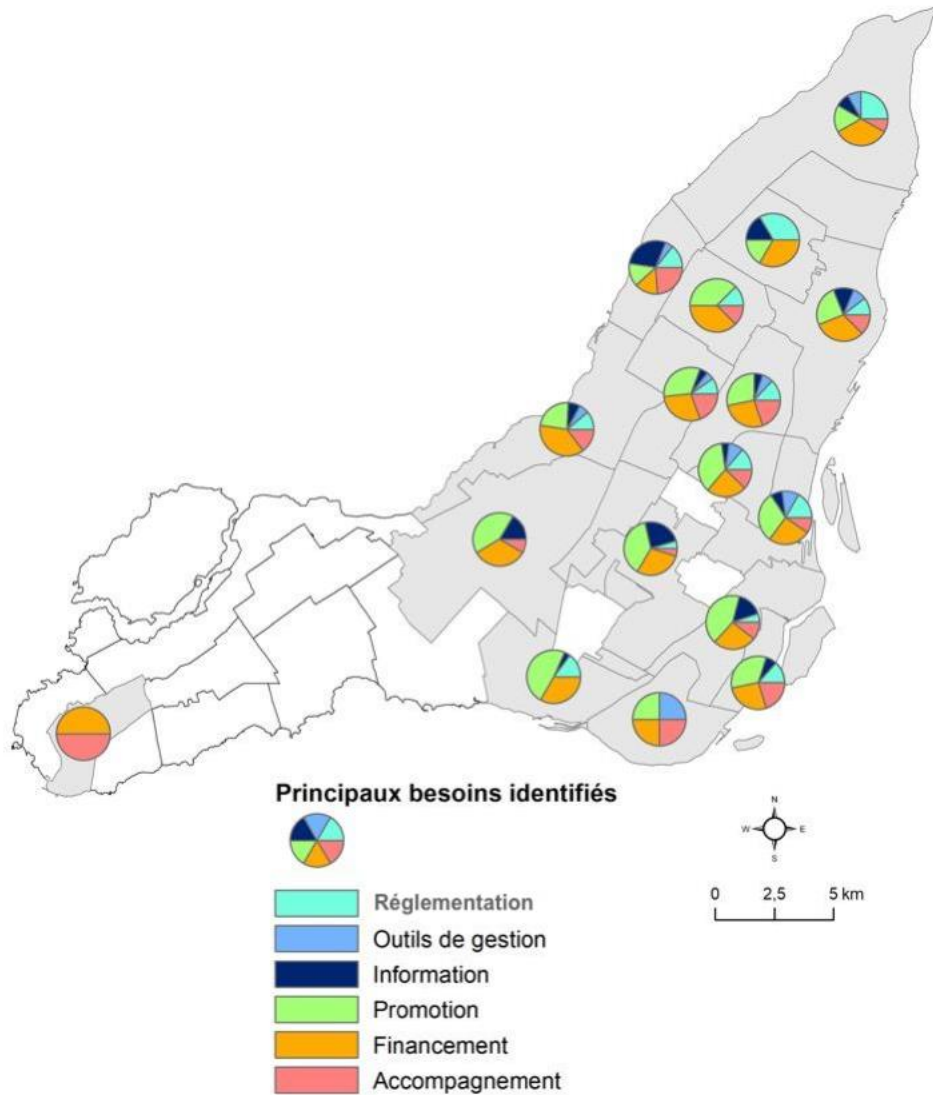 Principaux besoins identifiés
Réglementation
Outils de gestion
Information
Promotion
Financement
Accompagnement
N
W E
S
0 2,5 5 km